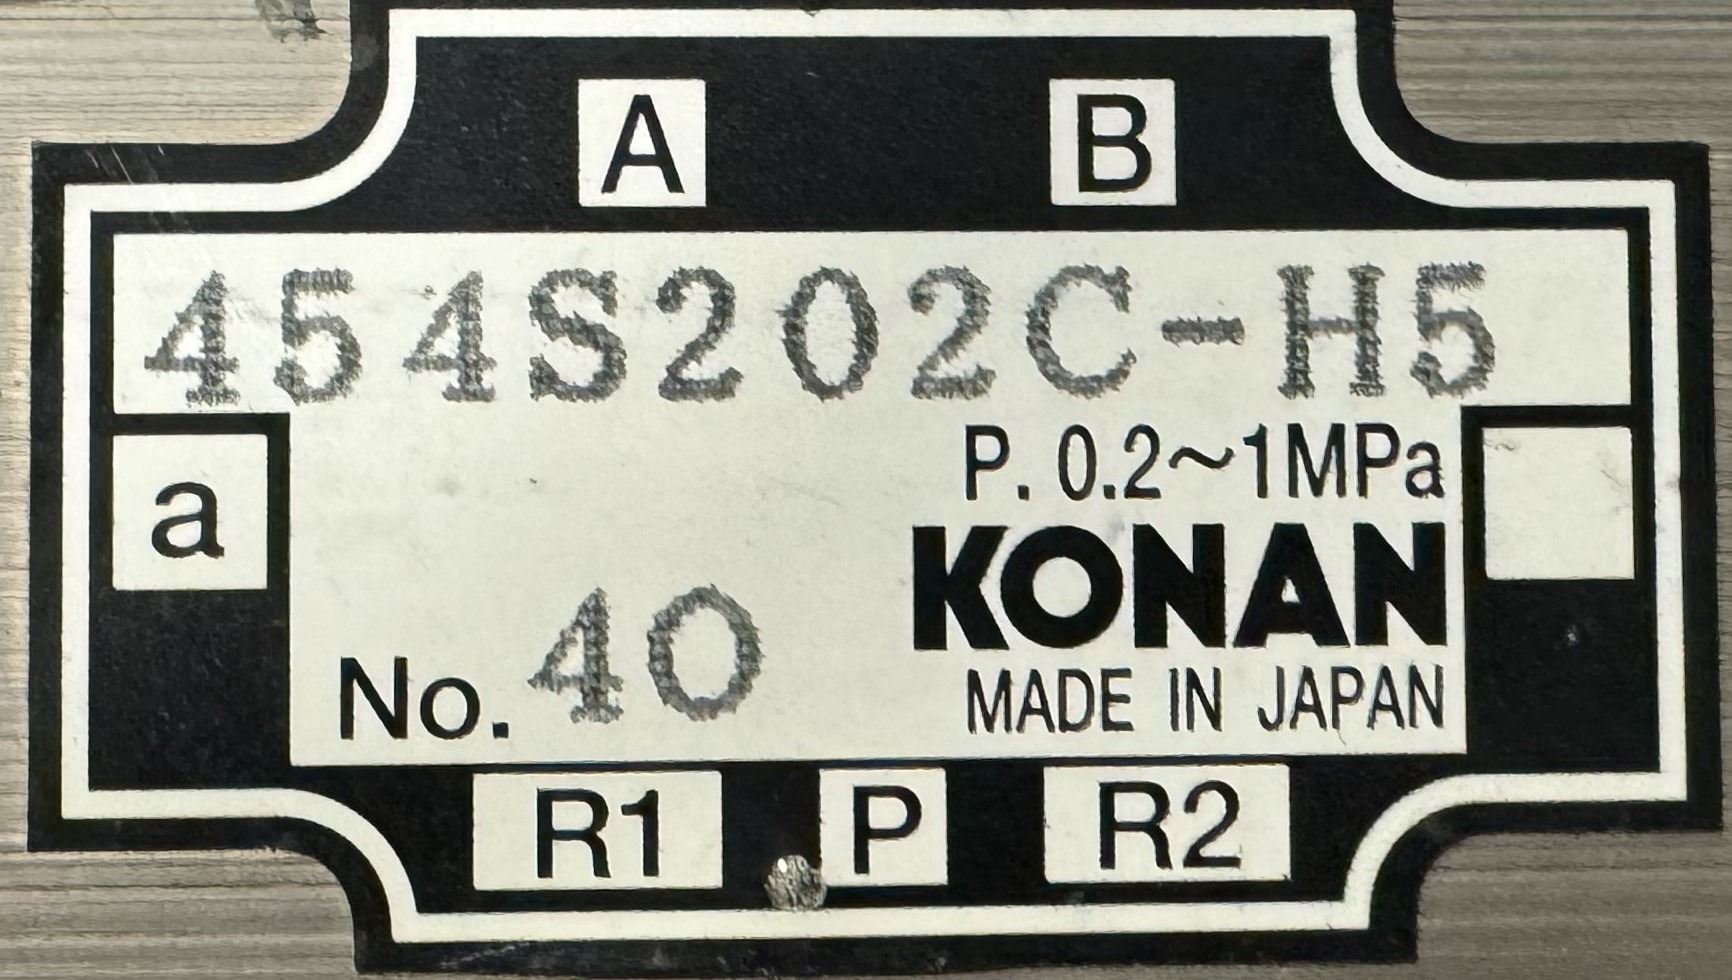 A B
454S202C-H5
a P. 0.2~1MPa
KONAN
No. 40 MADE IN JAPAN
R1 P R2